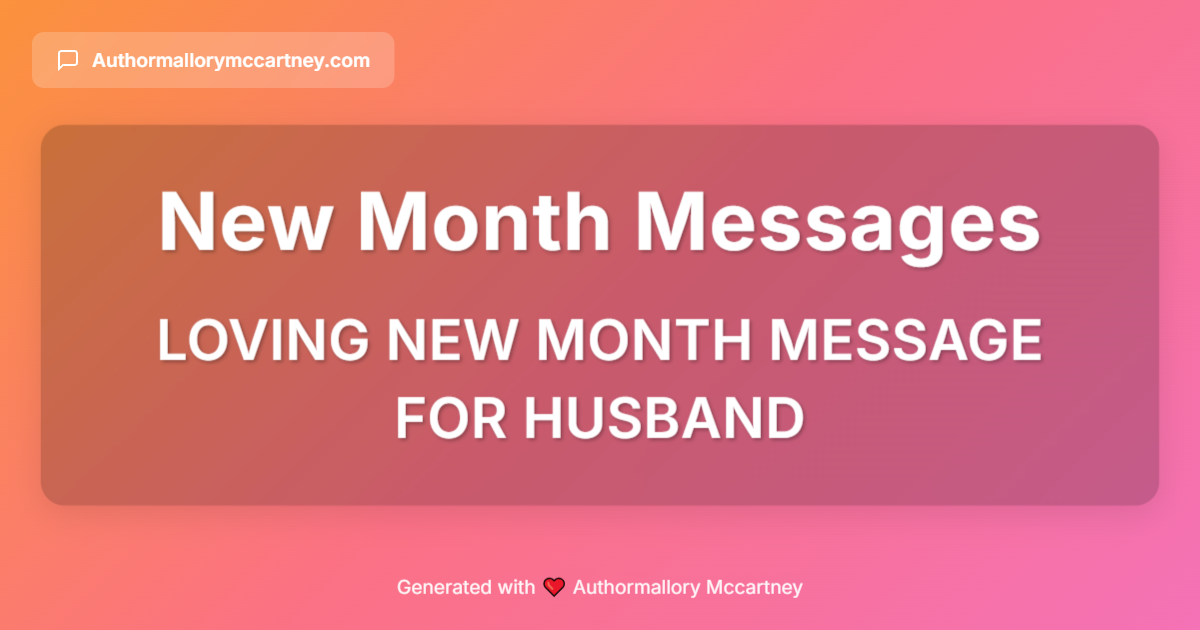 Authormallorymccartney.com
New Month Messages
LOVING NEW MONTH MESSAGE
FOR HUSBAND
Generated with ❤️ Authormallory Mccartney